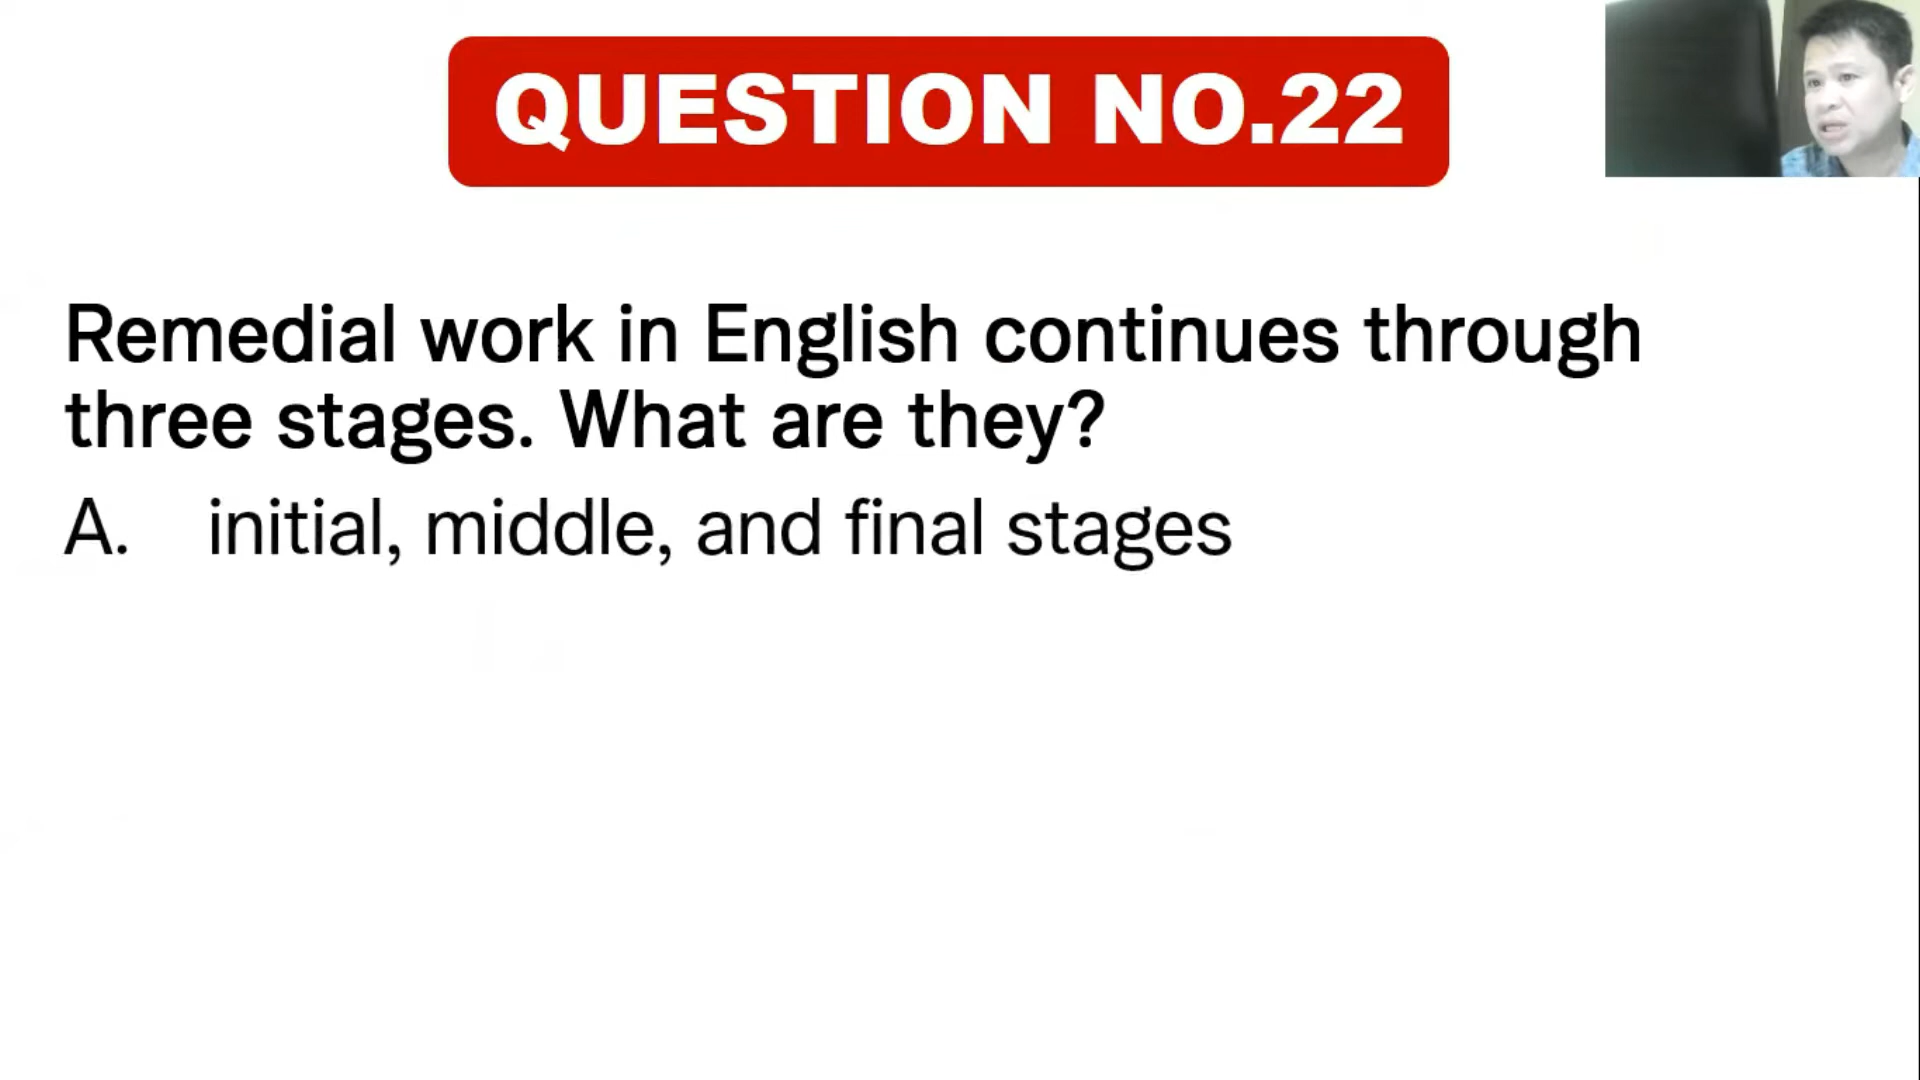 QUESTION NO.22
Remedial work in English continues through
three stages. What are they?
A. initial, middle, and final stages